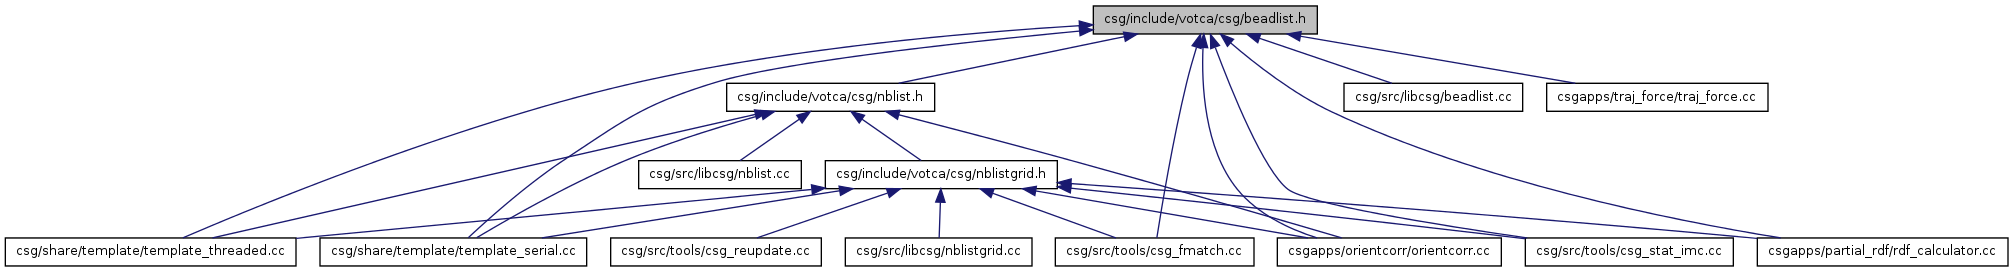 csg/include/votca/csg/beadlist.h
csg/include/votca/csg/nblist.h
csg/src/libcsg/beadlist.cc
csgapps/traj_force/traj_force.cc
csg/src/libcsg/nblist.cc
csg/include/votca/csg/nblistgrid.h
csg/share/template/template_threaded.cc
csg/share/template/template_serial.cc
csg/src/tools/csg_reupdate.cc
csg/src/libcsg/nblistgrid.cc
csg/src/tools/csg_fmatch.cc
csgapps/orientcorr/orientcorr.cc
csg/src/tools/csg_stat_imc.cc
csgapps/partial_rdf/rdf_calculator.cc